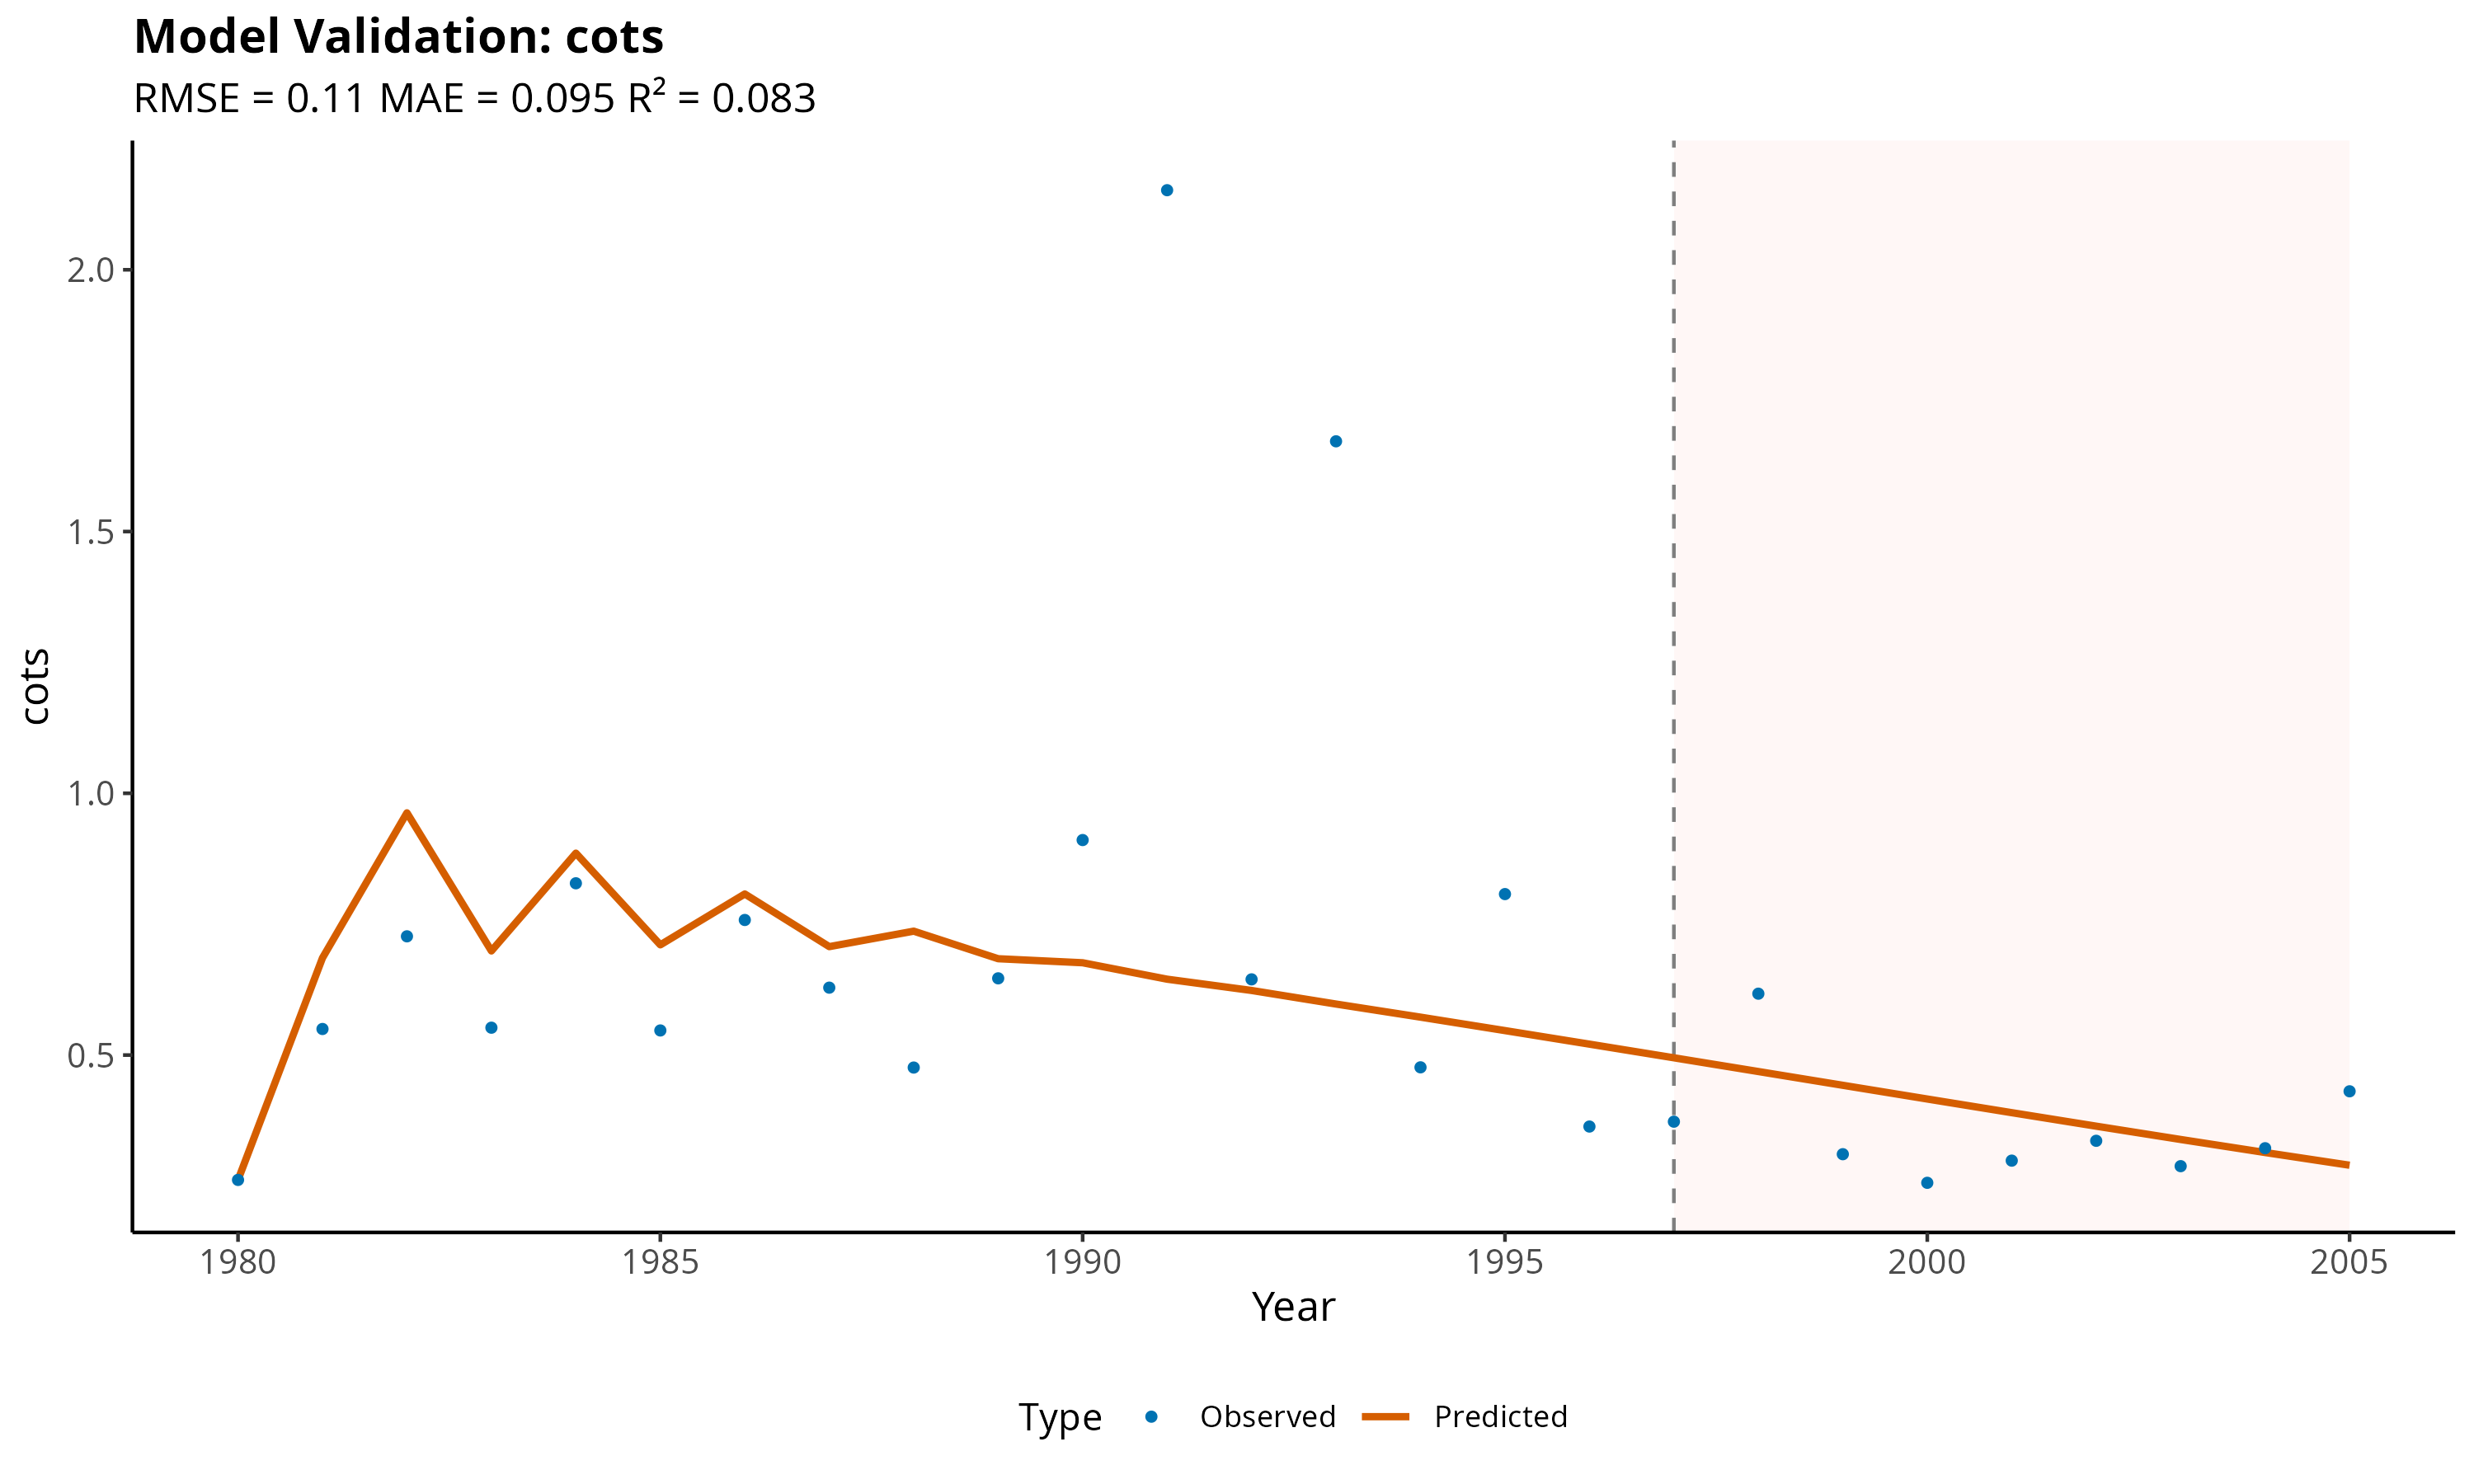 Model Validation: cots
RMSE = 0.11 MAE = 0.095 R² = 0.083
2.0
1.5
1.0
0.5
cots
1980 1985 1990 1995 2000 2005
Year
Type Observed Predicted